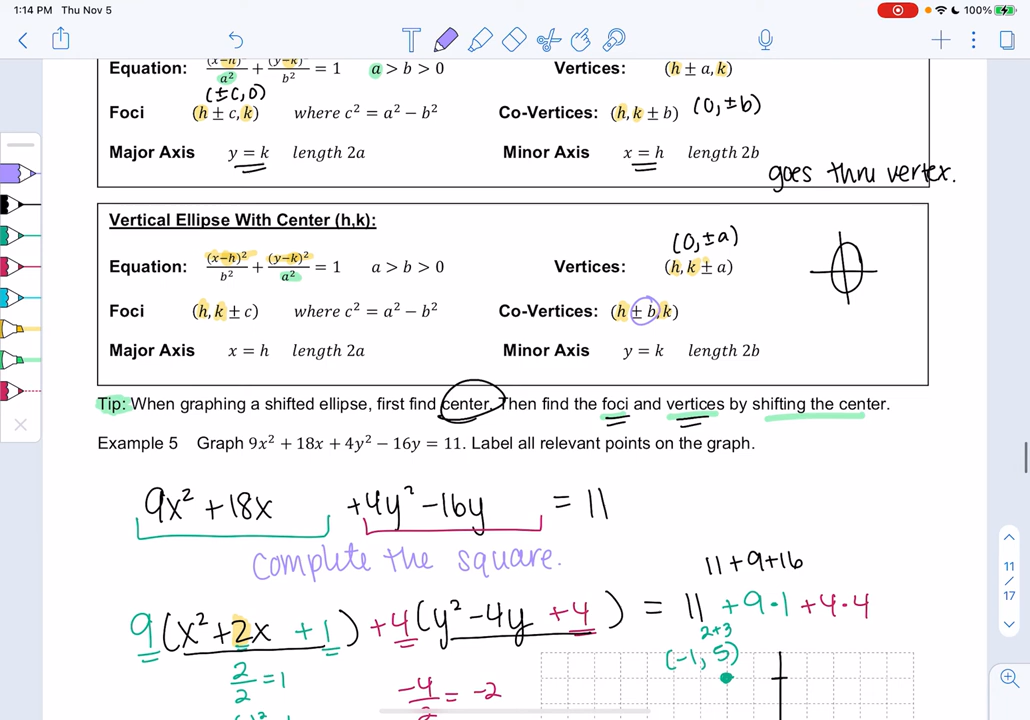 1:14 PM Thu Nov 5
100%
Equation: (x−h)²/a² + (y−k)²/b² = 1 a > b > 0 Vertices: (h ± a, k)
(±c,0)
Foci (h ± c, k) where c² = a² − b² Co-Vertices: (h, k ± b) (0, ±b)
Major Axis y = k length 2a Minor Axis x = h length 2b
goes thru vertex.
Vertical Ellipse With Center (h,k):
(0, ±a)
Equation: (x−h)²/b² + (y−k)²/a² = 1 a > b > 0 Vertices: (h, k ± a)
Foci (h, k ± c) where c² = a² − b² Co-Vertices: (h ± b, k)
Major Axis x = h length 2a Minor Axis y = k length 2b
Tip: When graphing a shifted ellipse, first find center. Then find the foci and vertices by shifting the center.
Example 5 Graph 9x² + 18x + 4y² − 16y = 11. Label all relevant points on the graph.
9x² + 18x + 4y² − 16y = 11
complete the square.
11 + 9 + 16
9(x² + 2x + 1) + 4(y² − 4y + 4) = 11 + 9·1 + 4·4
2+3
(-1, 5)
2/2 = 1
-4/2 = -2
11
/
17